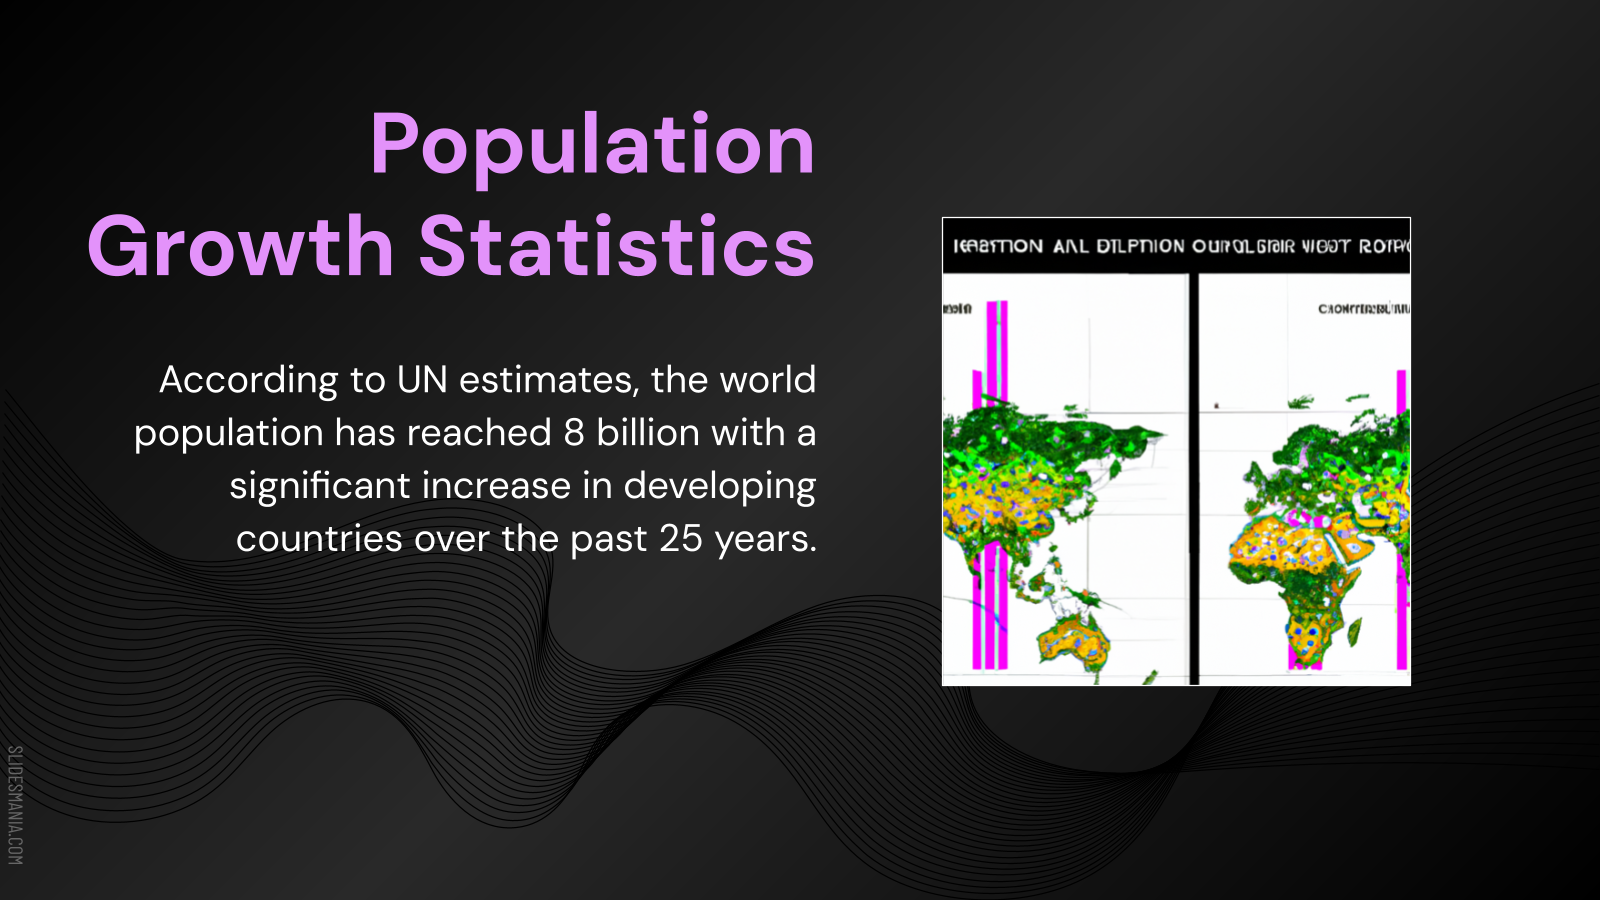 Population
Growth Statistics
According to UN estimates, the world
population has reached 8 billion with a
significant increase in developing
countries over the past 25 years.
SLIDESMANIA.COM